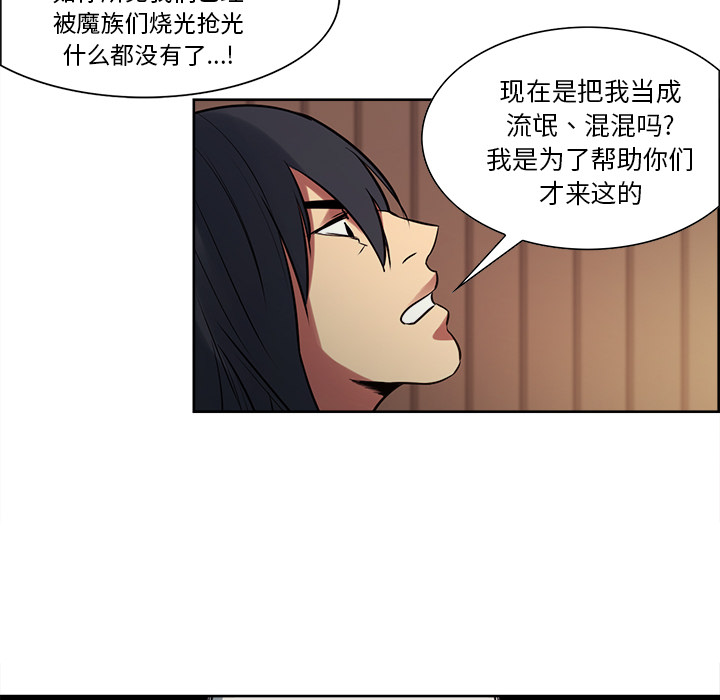 被魔族们烧光抢光
什么都没有了...!
现在是把我当成
流氓、混混吗?
我是为了帮助你们
才来这的